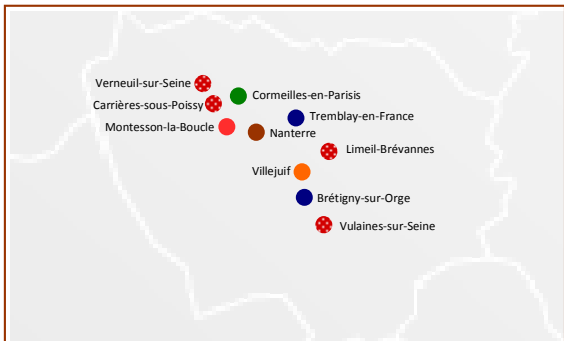 Verneuil-sur-Seine
Cormeilles-en-Parisis
Carrières-sous-Poissy
Tremblay-en-France
Montesson-la-Boucle
Nanterre
Limeil-Brévannes
Villejuif
Brétigny-sur-Orge
Vulaines-sur-Seine